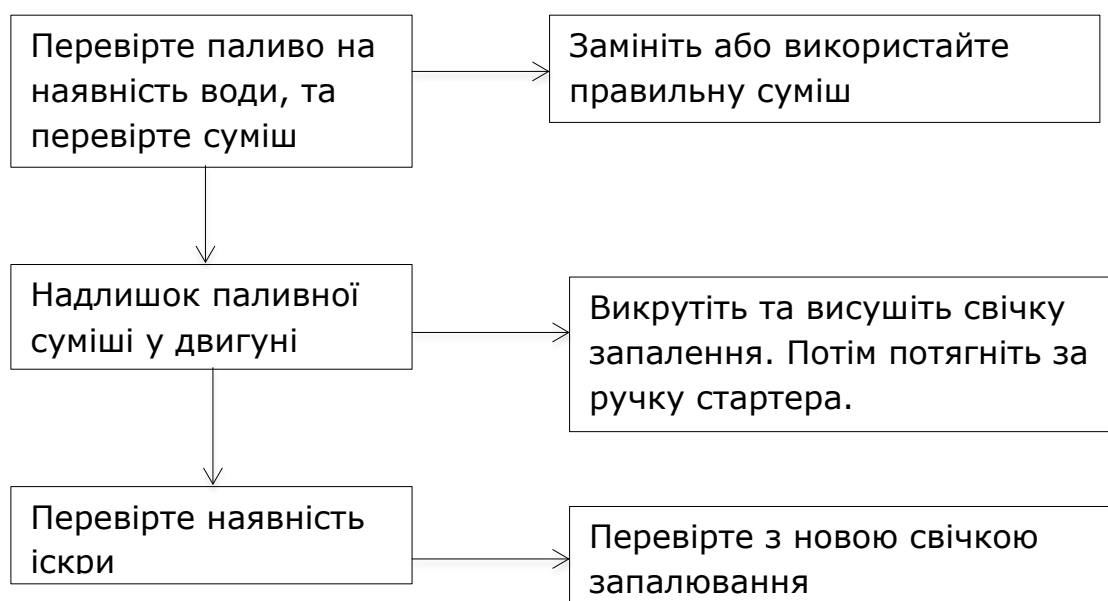 Перевірте паливо на
наявність води, та
перевірте суміш
Замініть або використайте
правильну суміш
Надлишок паливної
суміші у двигуні
Викрутіть та висушіть свічку
запалення. Потім потягніть за
ручку стартера.
Перевірте наявність
іскри
Перевірте з новою свічкою
запалювання